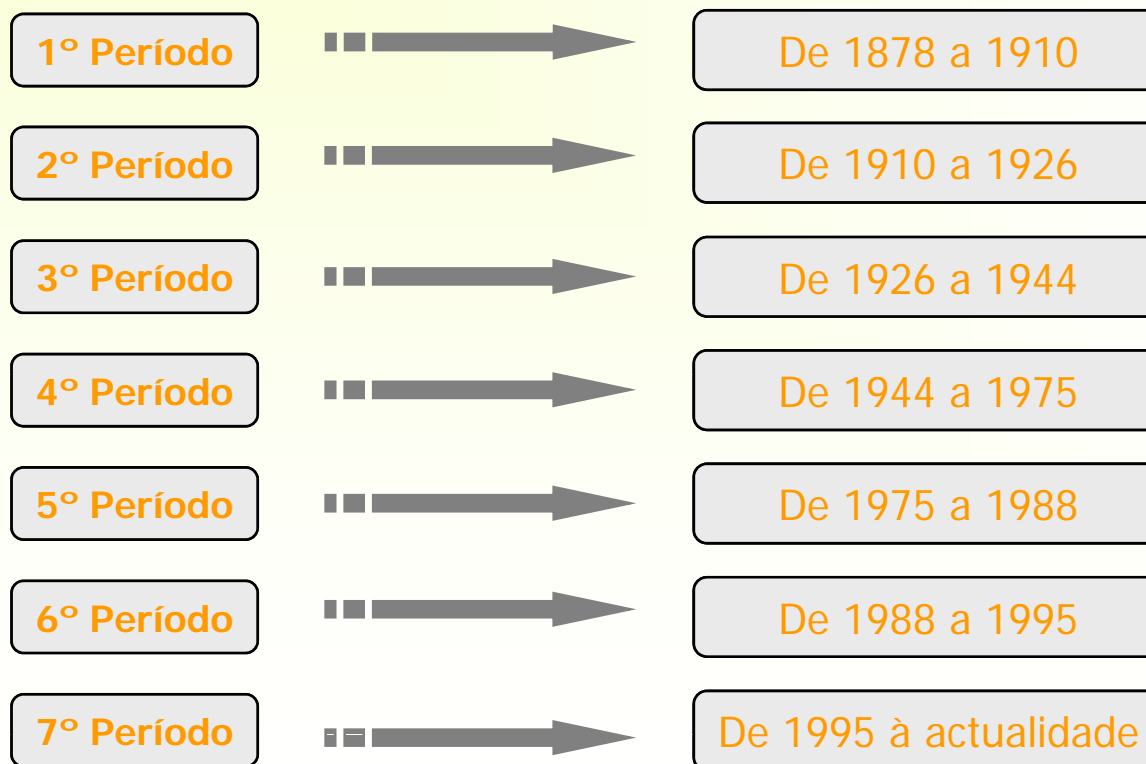 1º Período
De 1878 a 1910
2º Período
De 1910 a 1926
3º Período
De 1926 a 1944
4º Período
De 1944 a 1975
5º Período
De 1975 a 1988
6º Período
De 1988 a 1995
7º Período
De 1995 à actualidade